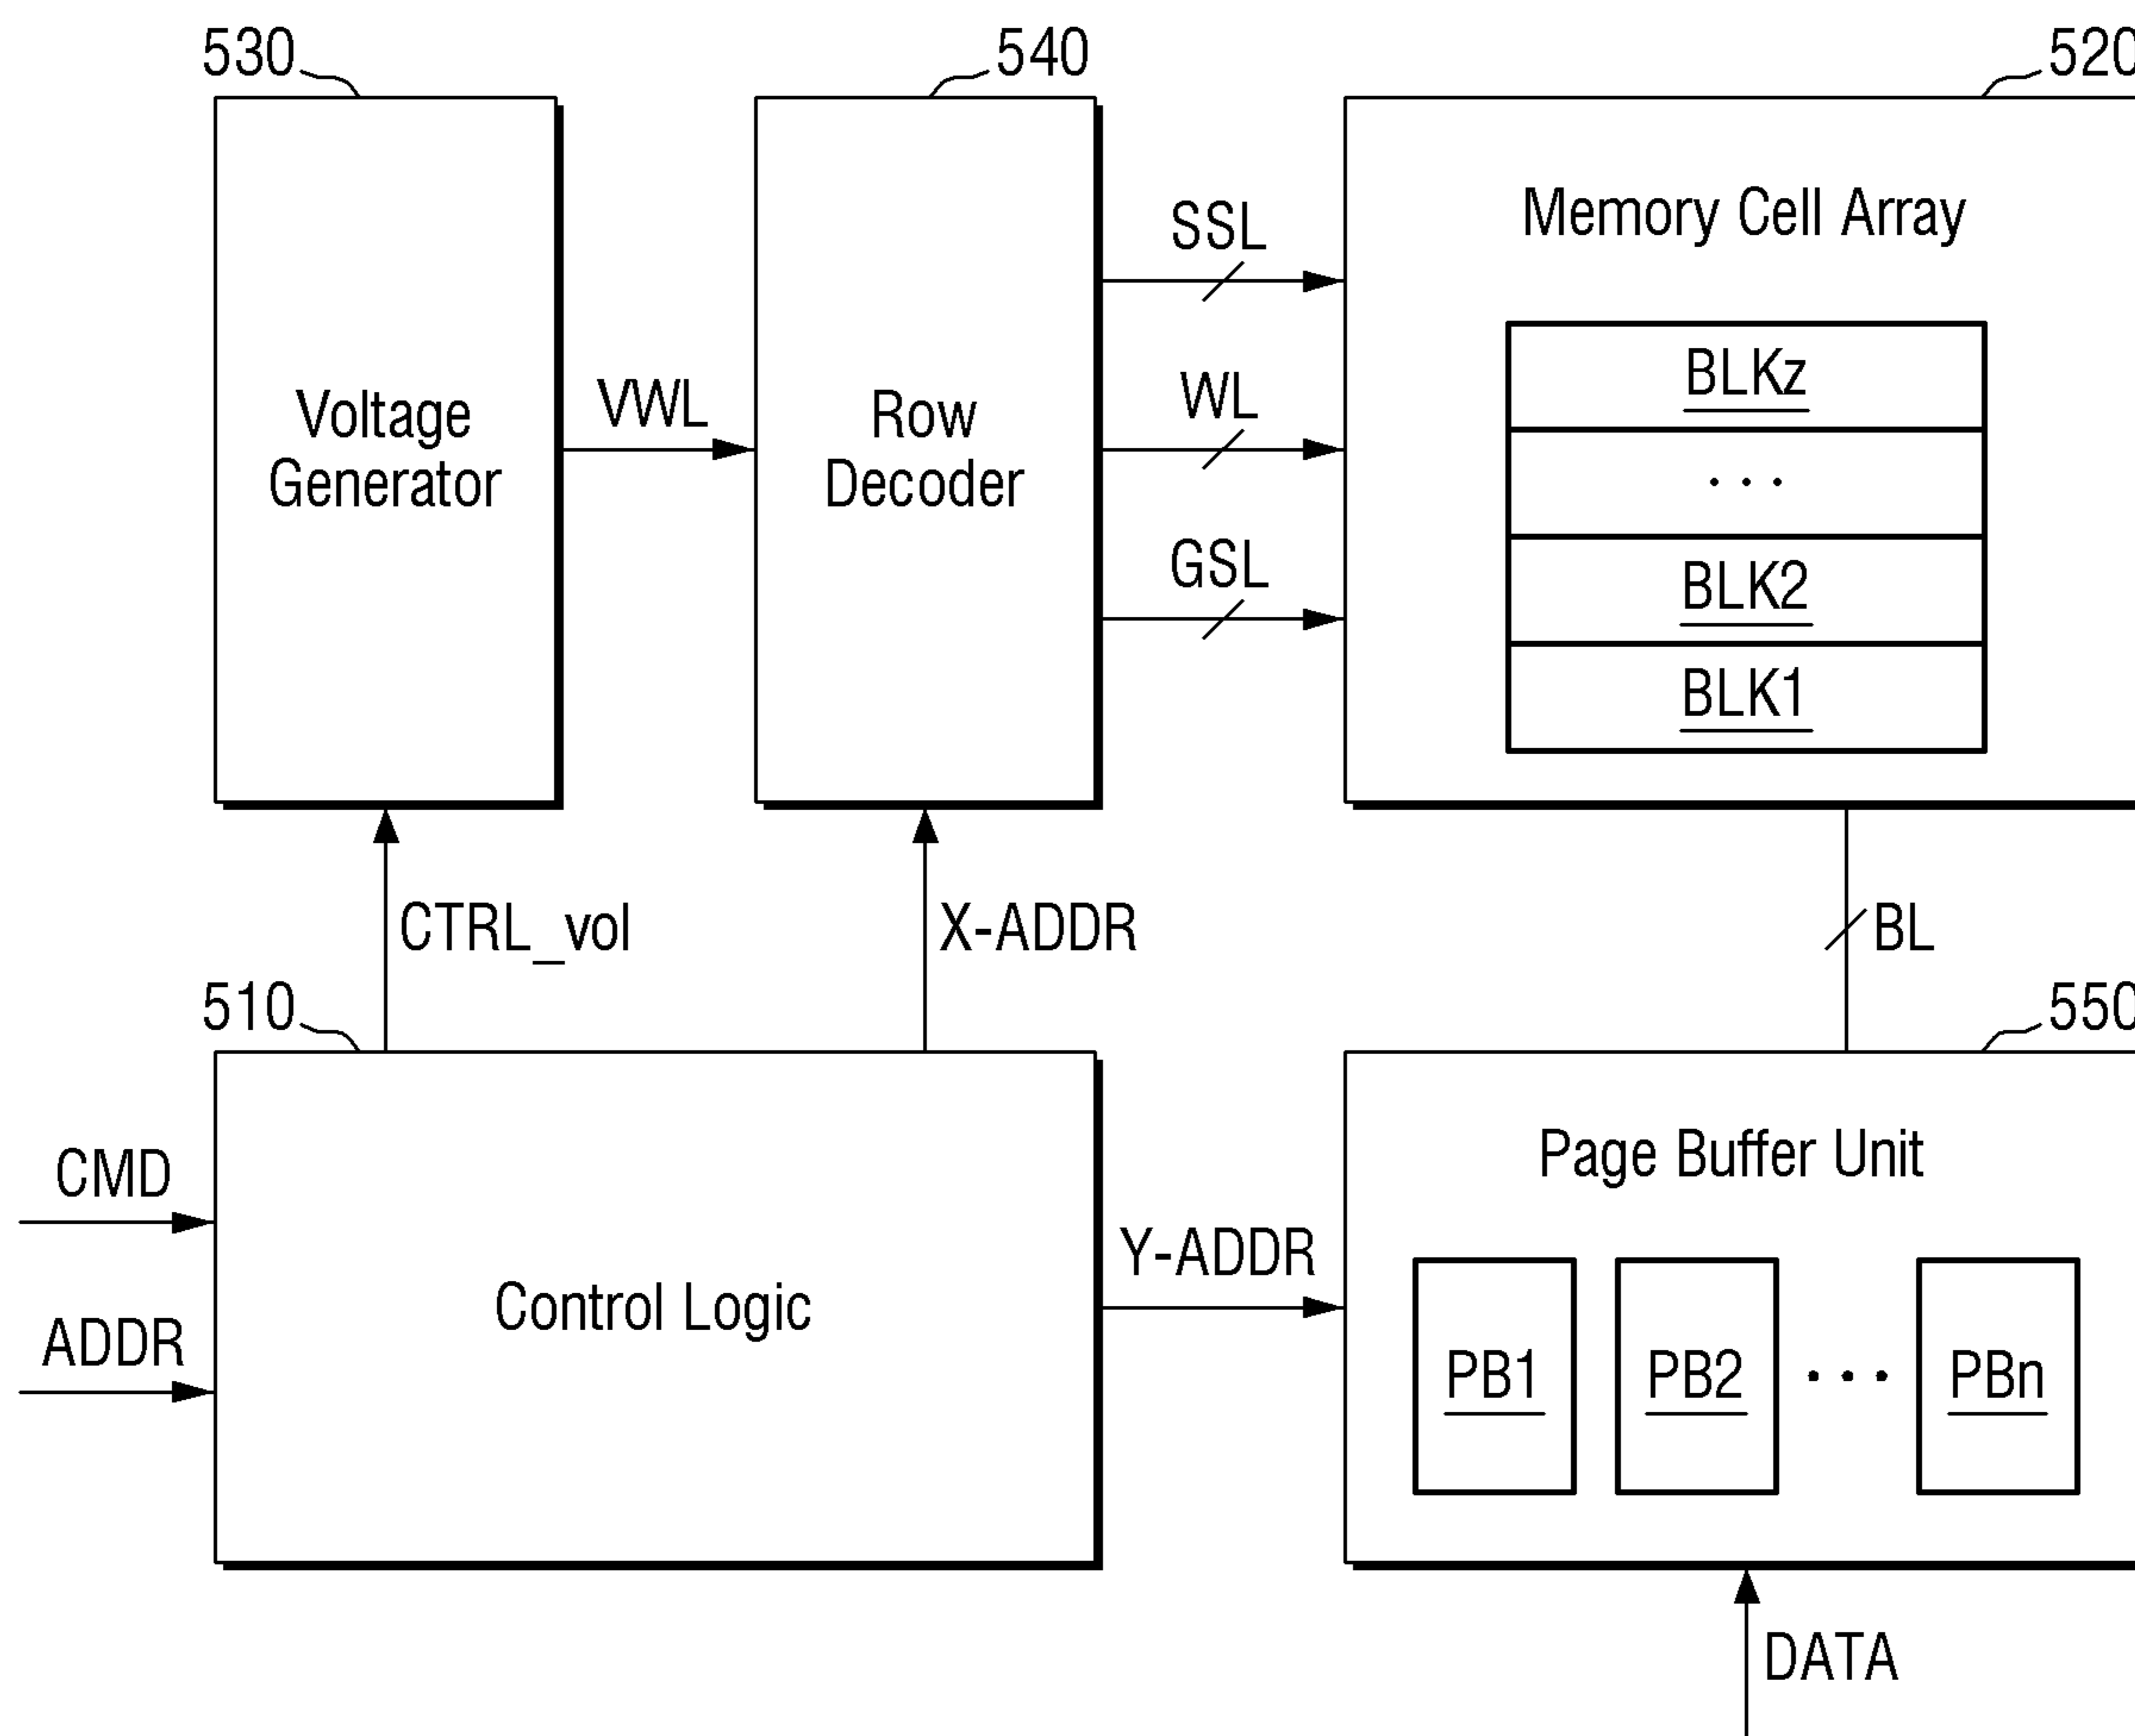 530
540
520
Voltage
Generator
VWL
Row
Decoder
SSL
WL
GSL
Memory Cell Array
BLKz
...
BLK2
BLK1
CTRL_vol
X-ADDR
BL
510
550
CMD
ADDR
Control Logic
Y-ADDR
Page Buffer Unit
PB1
PB2
...
PBn
DATA